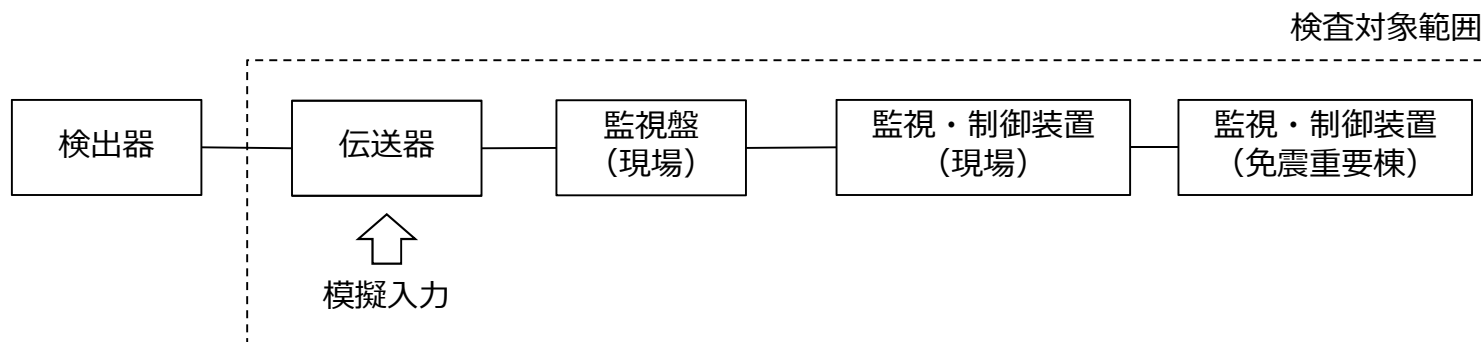 検査対象範囲
検出器
伝送器
監視盤
(現場)
監視・制御装置
(現場)
監視・制御装置
(免震重要棟)
模擬入力